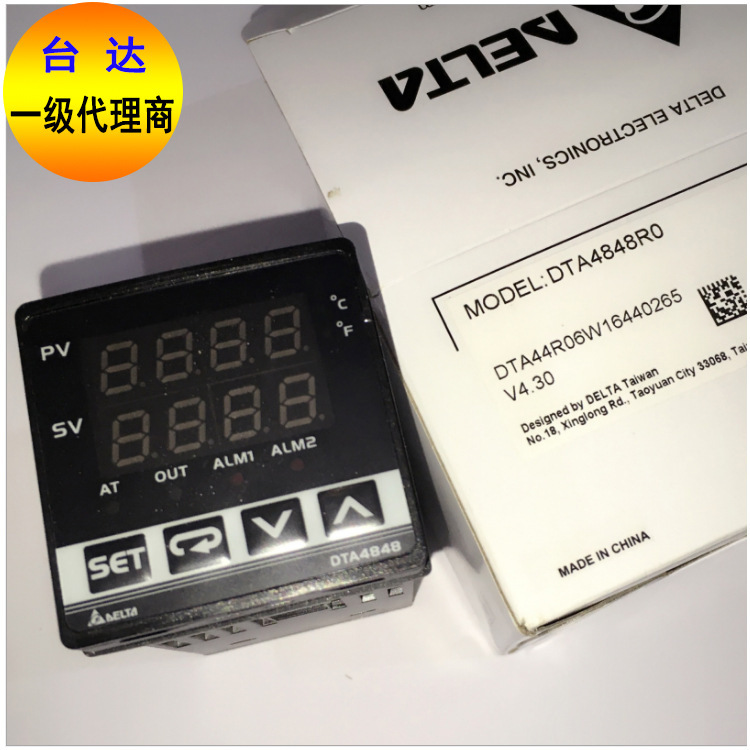 台 达
一级代理商
DELTA
DELTA ELECTRONICS, INC.
MODEL:DTA4848R0
DTA44R06W16440265
V4.30
Designed by DELTA Taiwan
No.18, Xinglong Rd., Taoyuan City 33068, Tai
MADE IN CHINA
PV
°C
°F
SV
AT OUT ALM1 ALM2
SET
DTA4848
DELTA